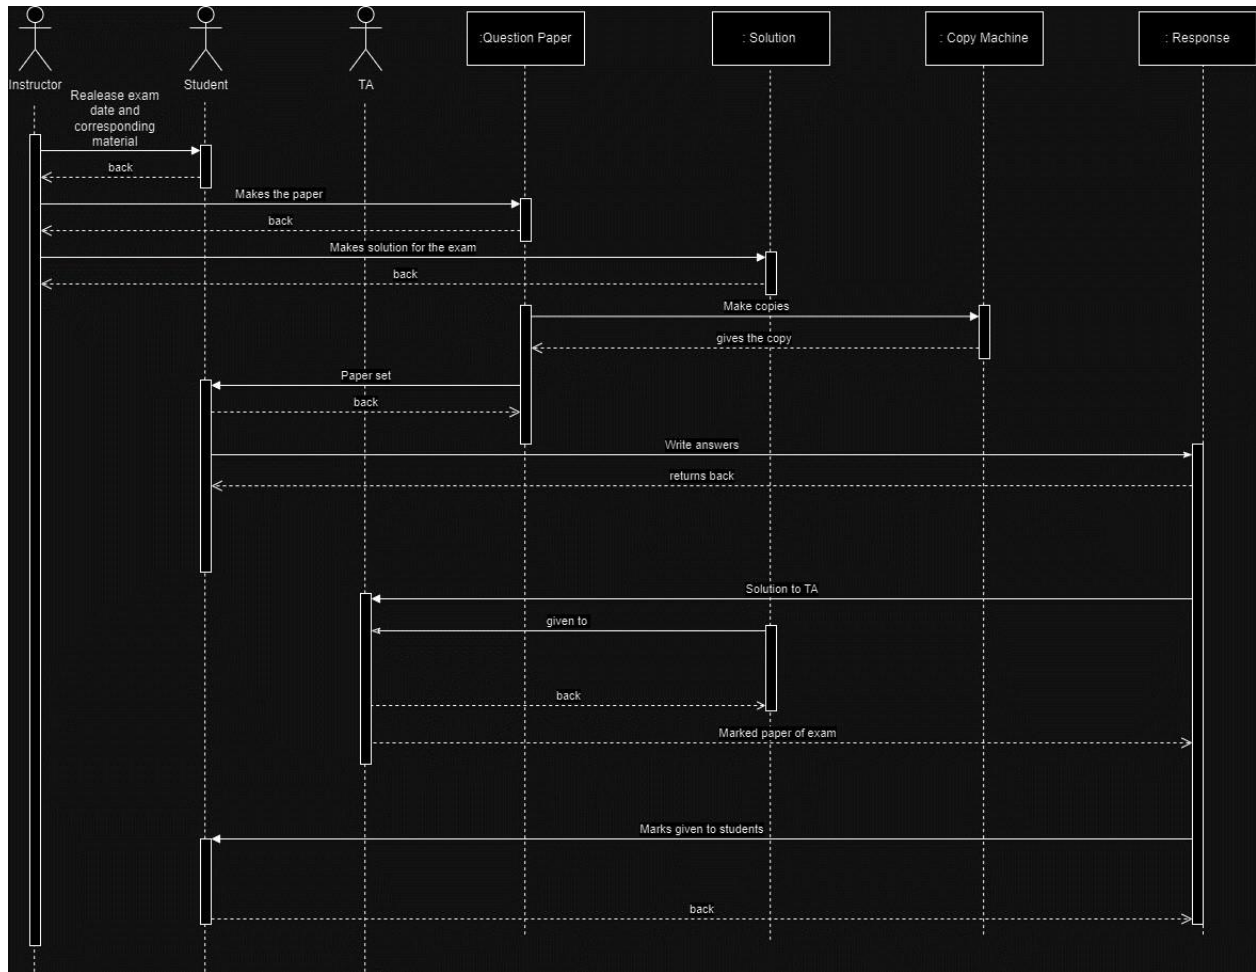 :Question Paper
: Solution
: Copy Machine
: Response
Instructor
Student
TA
Realease exam
date and
corresponding
material
back
Makes the paper
back
Makes solution for the exam
back
Make copies
gives the copy
Paper set
back
Write answers
returns back
Solution to TA
given to
back
Marked paper of exam
Marks given to students
back